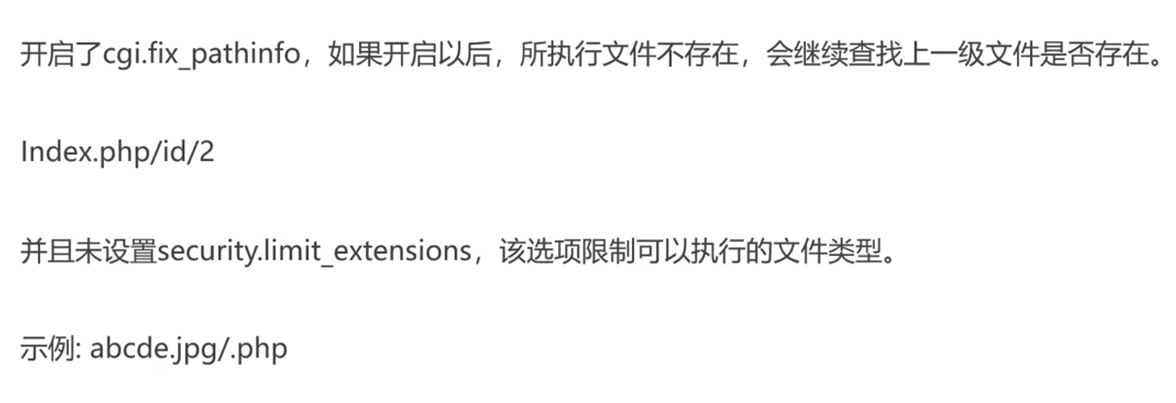 开启了cgi.fix_pathinfo，如果开启以后，所执行文件不存在，会继续查找上一级文件是否存在。
Index.php/id/2
并且未设置security.limit_extensions，该选项限制可以执行的文件类型。
示例: abcde.jpg/.php